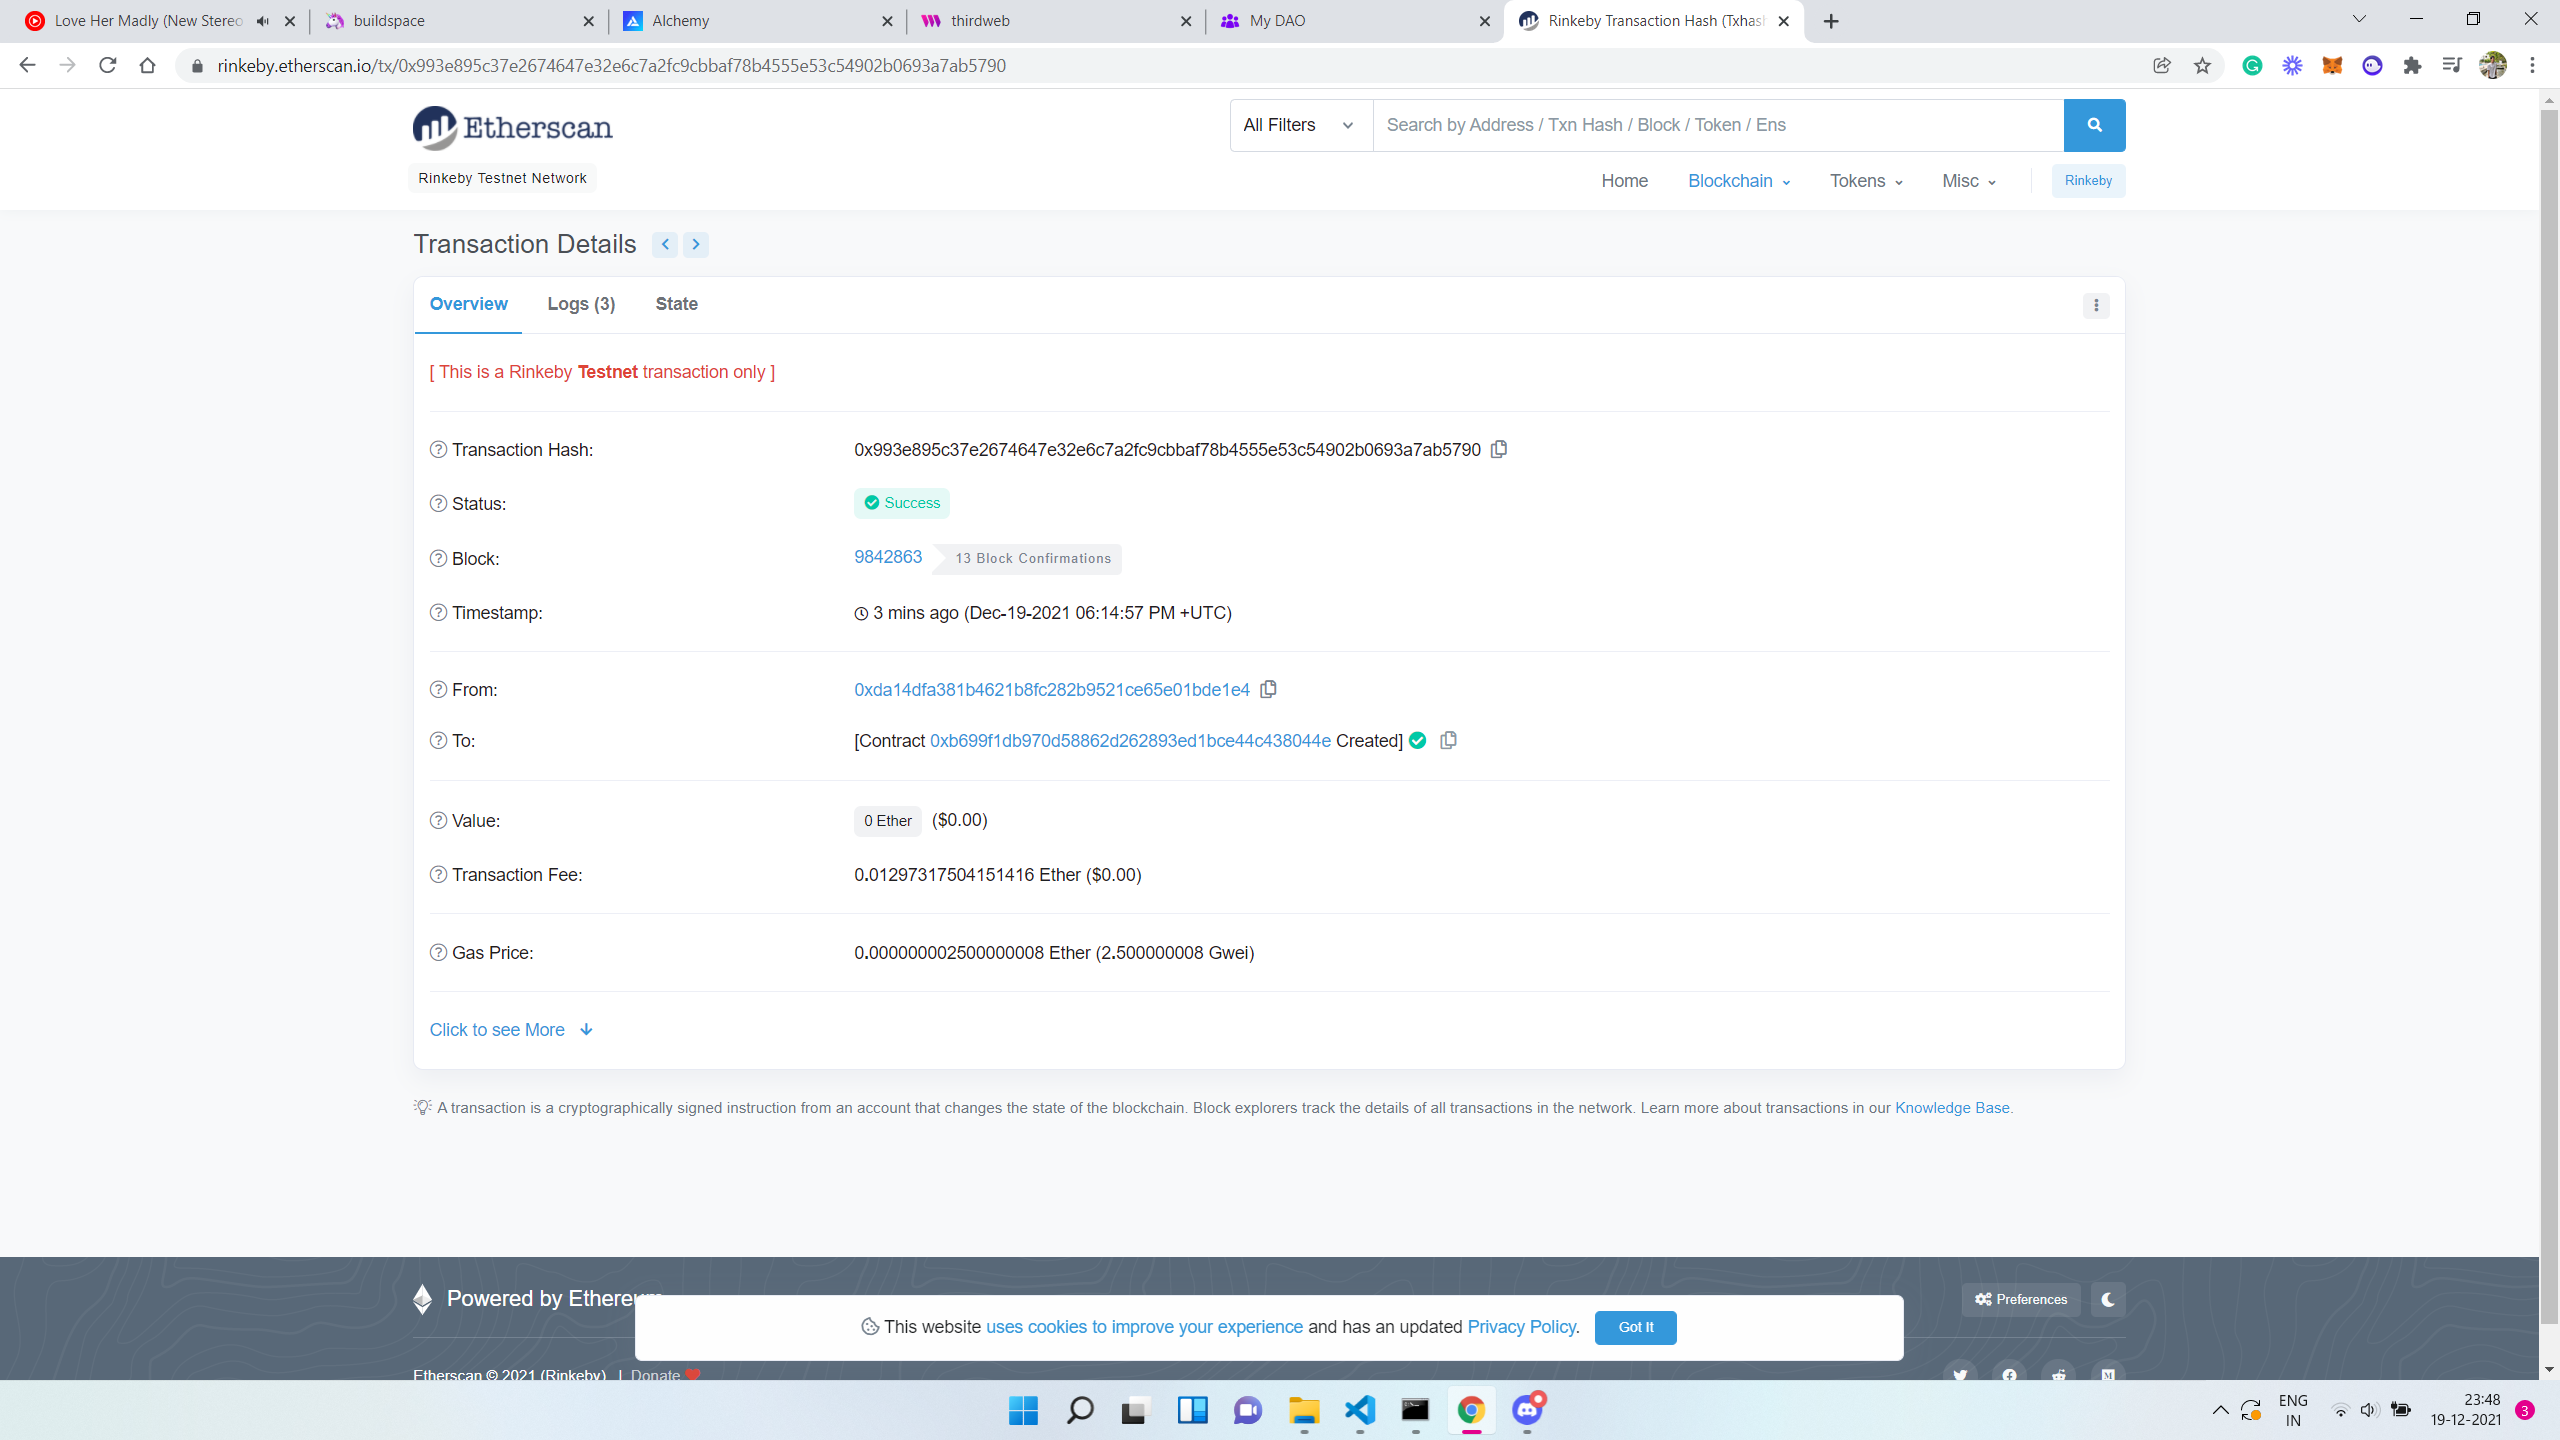 Love Her Madly (New Stereo
buildspace
Alchemy
thirdweb
My DAO
Rinkeby Transaction Hash (Txhash
rinkeby.etherscan.io/tx/0x993e895c37e2674647e32e6c7a2fc9cbbaf78b4555e53c54902b0693a7ab5790
Etherscan
All Filters
Search by Address / Txn Hash / Block / Token / Ens
Rinkeby Testnet Network
Home
Blockchain
Tokens
Misc
Rinkeby
Transaction Details
Overview
Logs (3)
State
[ This is a Rinkeby Testnet transaction only ]
Transaction Hash:
0x993e895c37e2674647e32e6c7a2fc9cbbaf78b4555e53c54902b0693a7ab5790
Status:
Success
Block:
9842863
13 Block Confirmations
Timestamp:
3 mins ago (Dec-19-2021 06:14:57 PM +UTC)
From:
0xda14dfa381b4621b8fc282b9521ce65e01bde1e4
To:
[Contract 0xb699f1db970d58862d262893ed1bce44c438044e Created]
Value:
0 Ether ($0.00)
Transaction Fee:
0.01297317504151416 Ether ($0.00)
Gas Price:
0.000000002500000008 Ether (2.500000008 Gwei)
Click to see More
A transaction is a cryptographically signed instruction from an account that changes the state of the blockchain. Block explorers track the details of all transactions in the network. Learn more about transactions in our Knowledge Base.
Powered by Ethereum
Preferences
This website uses cookies to improve your experience and has an updated Privacy Policy.
Got It
Etherscan © 2021 (Rinkeby) | Donate
ENG
IN
23:48
19-12-2021
3